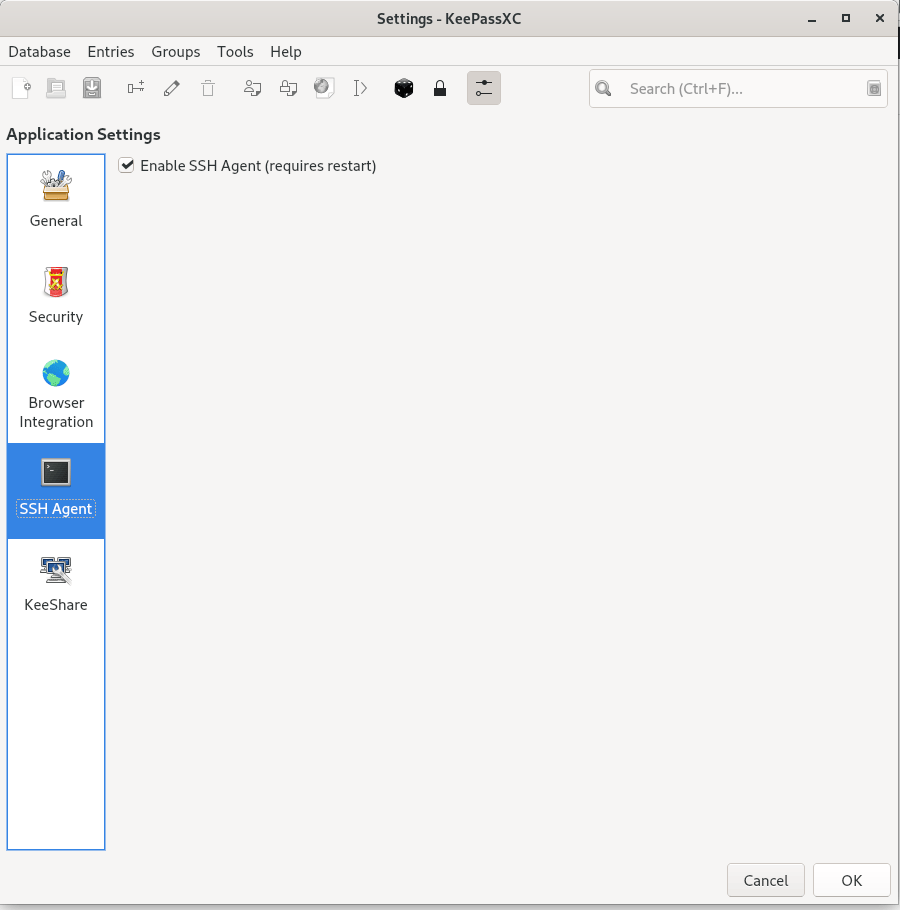 Settings - KeePassXC
Database Entries Groups Tools Help
Search (Ctrl+F)...
Application Settings
Enable SSH Agent (requires restart)
General
Security
Browser
Integration
SSH Agent
KeeShare
Cancel OK